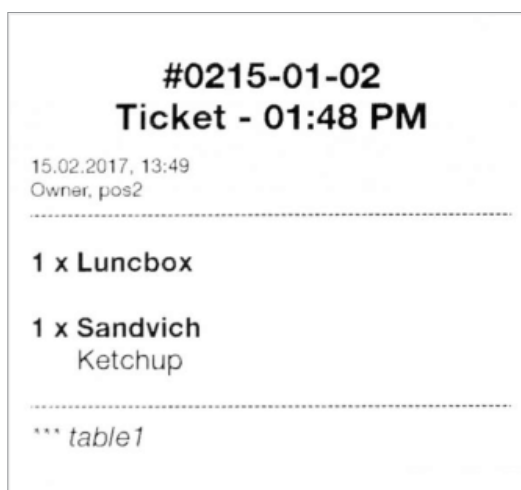 #0215-01-02
Ticket - 01:48 PM
15.02.2017, 13:49
Owner, pos2
1 x Luncbox
1 x Sandvich
Ketchup
*** table1